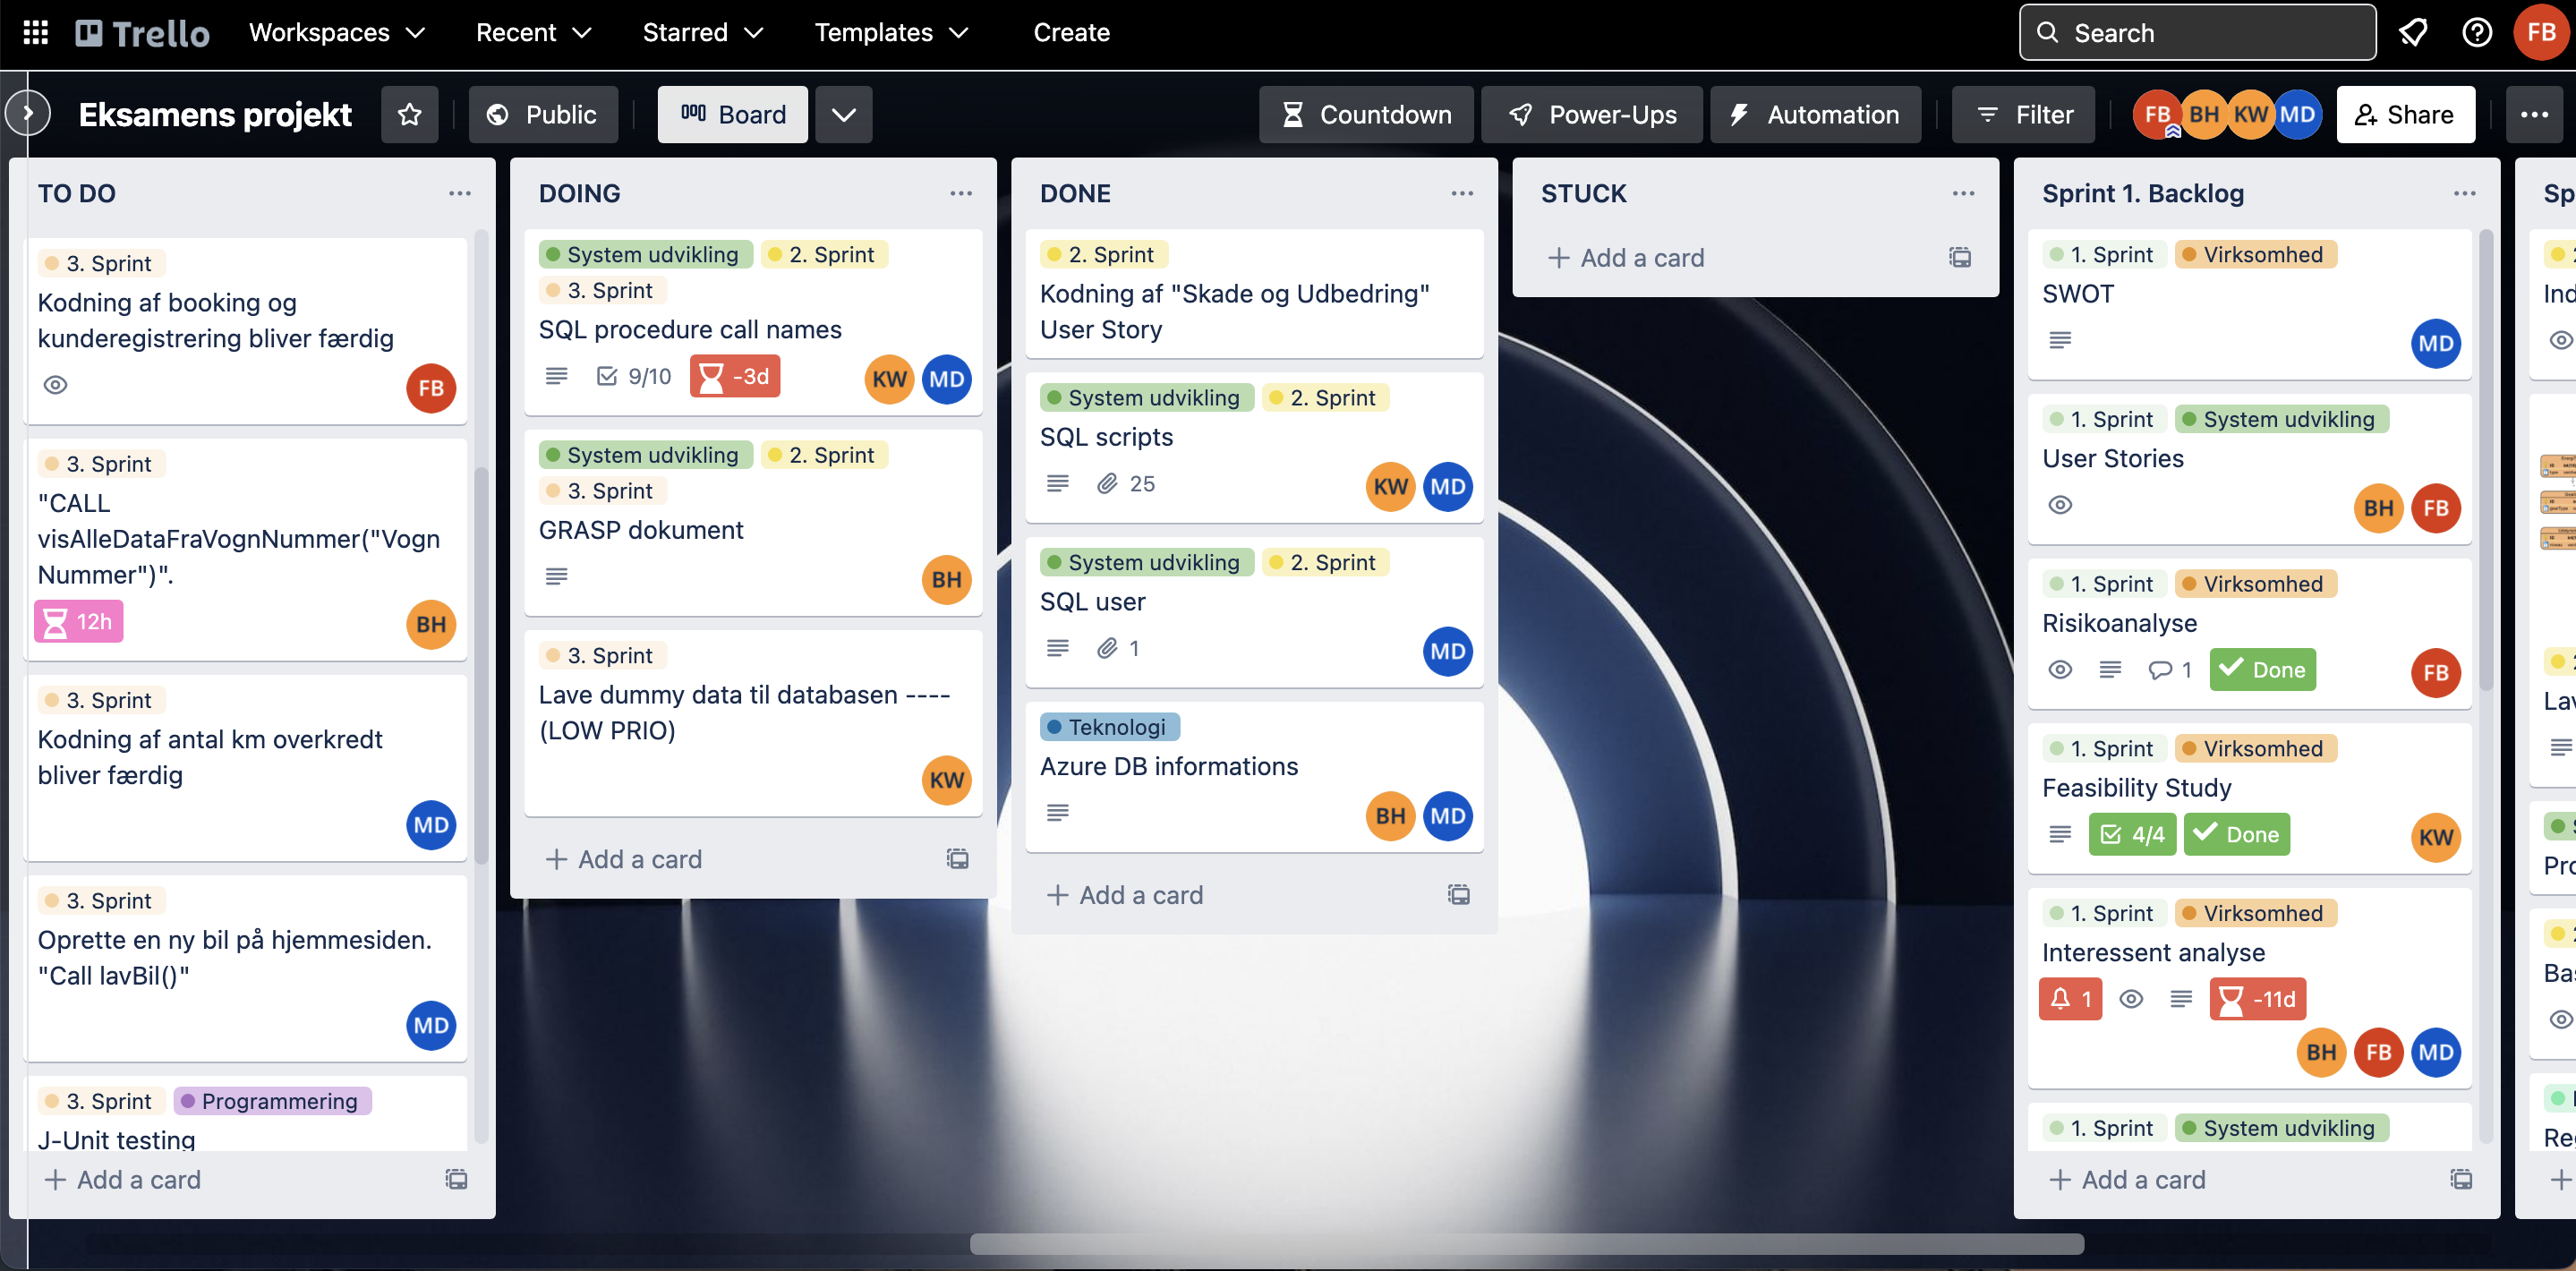 Trello
Workspaces
Recent
Starred
Templates
Create
Search
FB
Eksamens projekt
Public
Board
Countdown
Power-Ups
Automation
Filter
FB BH KW MD
Share
TO DO
3. Sprint
Kodning af booking og
kunderegistrering bliver færdig
FB
3. Sprint
"CALL
visAlleDataFraVognNummer("Vogn
Nummer")".
12h
BH
3. Sprint
Kodning af antal km overkredt
bliver færdig
MD
3. Sprint
Oprette en ny bil på hjemmesiden.
"Call lavBil()"
MD
3. Sprint Programmering
J-Unit testing
Add a card
DOING
System udvikling 2. Sprint
3. Sprint
SQL procedure call names
9/10 -3d KW MD
System udvikling 2. Sprint
3. Sprint
GRASP dokument
BH
3. Sprint
Lave dummy data til databasen ----
(LOW PRIO)
KW
Add a card
DONE
2. Sprint
Kodning af "Skade og Udbedring"
User Story
System udvikling 2. Sprint
SQL scripts
25 KW MD
System udvikling 2. Sprint
SQL user
1 MD
Teknologi
Azure DB informations
BH MD
Add a card
STUCK
Add a card
Sprint 1. Backlog
1. Sprint Virksomhed
SWOT
MD
1. Sprint System udvikling
User Stories
BH FB
1. Sprint Virksomhed
Risikoanalyse
1 Done FB
1. Sprint Virksomhed
Feasibility Study
4/4 Done KW
1. Sprint Virksomhed
Interessent analyse
1 -11d
BH FB MD
1. Sprint System udvikling
Add a card